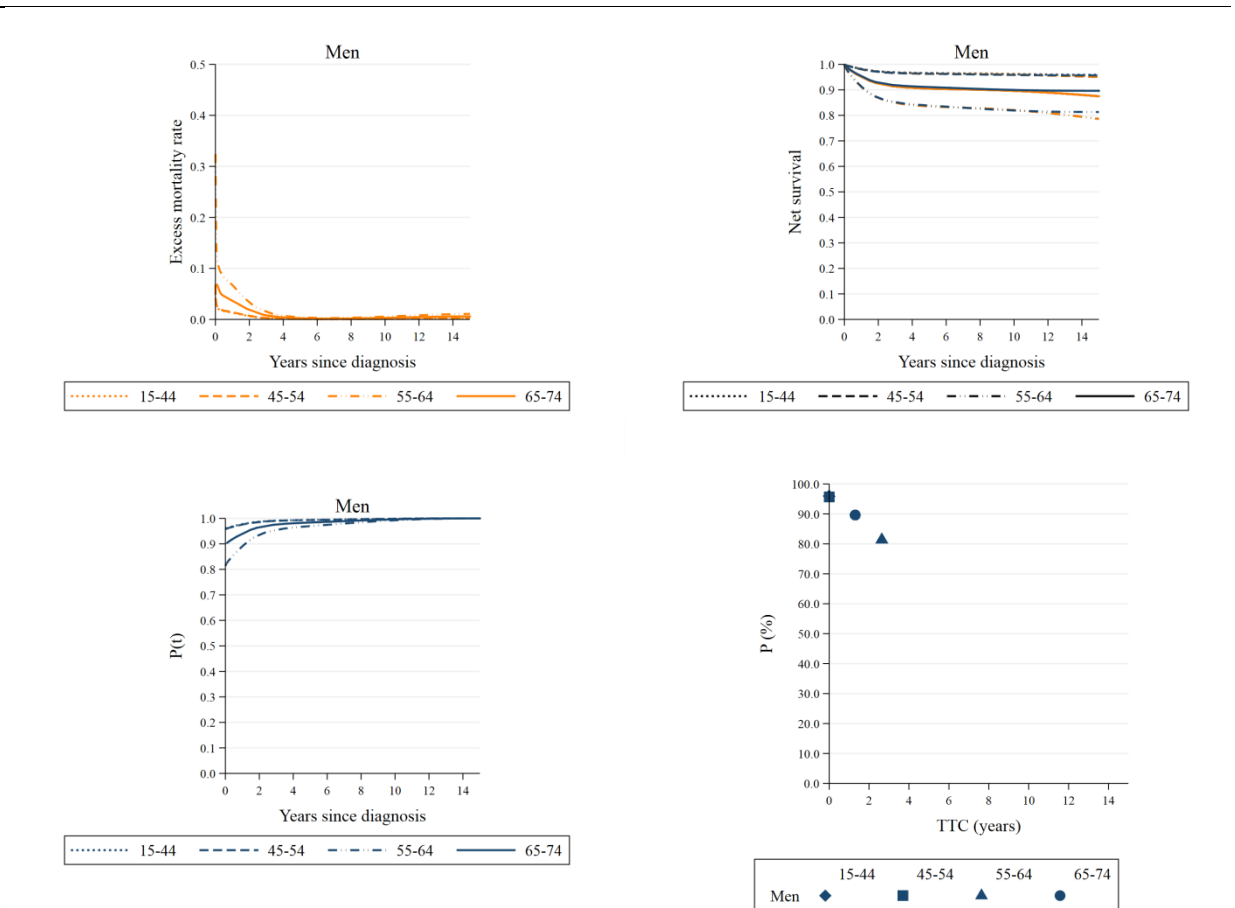 Men
0.5
0.4
0.3
0.2
0.1
0.0
Excess mortality rate
0 2 4 6 8 10 12 14
Years since diagnosis
15-44 45-54 55-64 65-74
Men
1.0
0.9
0.8
0.7
0.6
0.5
0.4
0.3
0.2
0.1
0.0
Net survival
0 2 4 6 8 10 12 14
Years since diagnosis
15-44 45-54 55-64 65-74
Men
1.0
0.9
0.8
0.7
0.6
0.5
0.4
0.3
0.2
0.1
0.0
P(t)
0 2 4 6 8 10 12 14
Years since diagnosis
15-44 45-54 55-64 65-74
100.0
90.0
80.0
70.0
60.0
50.0
40.0
30.0
20.0
10.0
0.0
P (%)
0 2 4 6 8 10 12 14
TTC (years)
15-44 45-54 55-64 65-74
Men